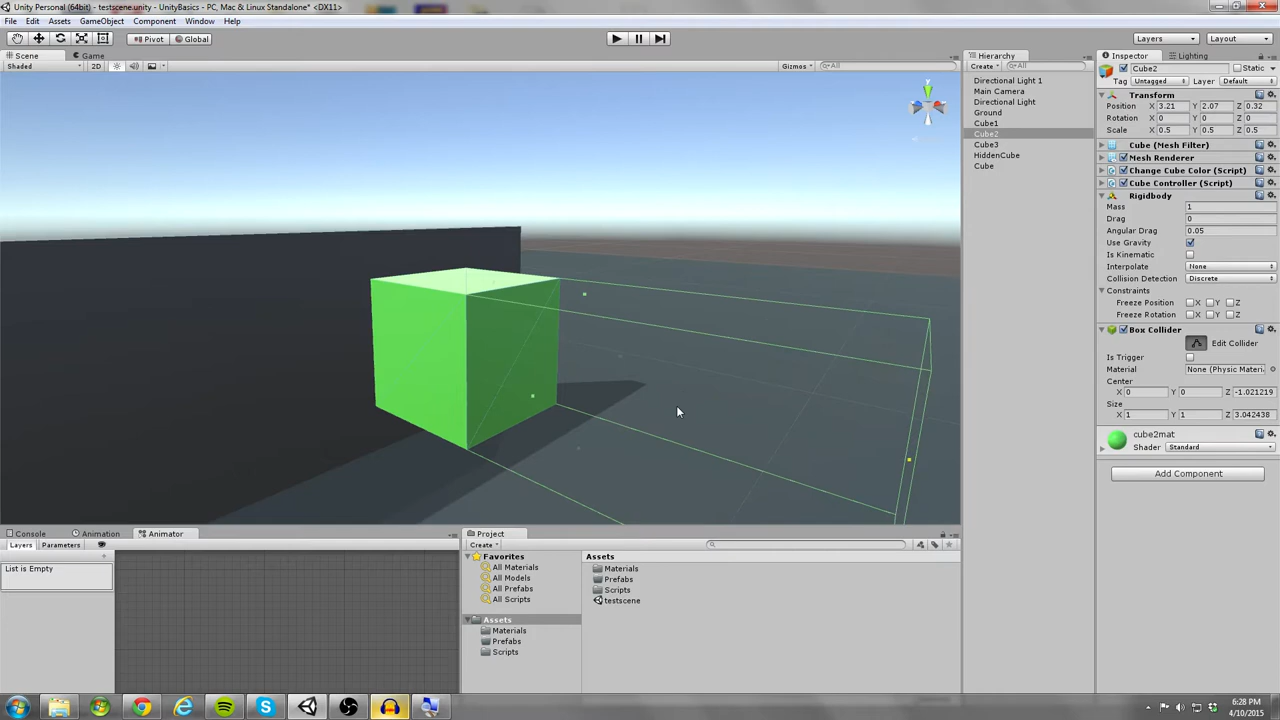 Unity Personal (64bit) - testscene.unity - UnityBasics - PC, Mac & Linux Standalone* <DX11>
File Edit Assets GameObject Component Window Help
Pivot Global Layers Layout
Scene Game
Shaded 2D Gizmos All
Hierarchy
Create All
Directional Light 1
Main Camera
Directional Light
Ground
Cube1
Cube2
Cube3
HiddenCube
Cube
Inspector Lighting
Cube2 Static
Tag Untagged Layer Default
Transform
Position X 3.21 Y 2.07 Z 0.32
Rotation X 0 Y 0 Z 0
Scale X 0.5 Y 0.5 Z 0.5
Cube (Mesh Filter)
Mesh Renderer
Change Cube Color (Script)
Cube Controller (Script)
Rigidbody
Mass 1
Drag 0
Angular Drag 0.05
Use Gravity
Is Kinematic
Interpolate None
Collision Detection Discrete
Constraints
Freeze Position X Y Z
Freeze Rotation X Y Z
Box Collider
Edit Collider
Is Trigger
Material None (Physic Materi
Center
X 0 Y 0 Z -1.021219
Size
X 1 Y 1 Z 3.042438
cube2mat
Shader Standard
Add Component
Console Animation Animator
Layers Parameters
List is Empty
Project
Create
Favorites
All Materials
All Models
All Prefabs
All Scripts
Assets
Materials
Prefabs
Scripts
Assets
Materials
Prefabs
Scripts
testscene
6:28 PM
4/10/2015